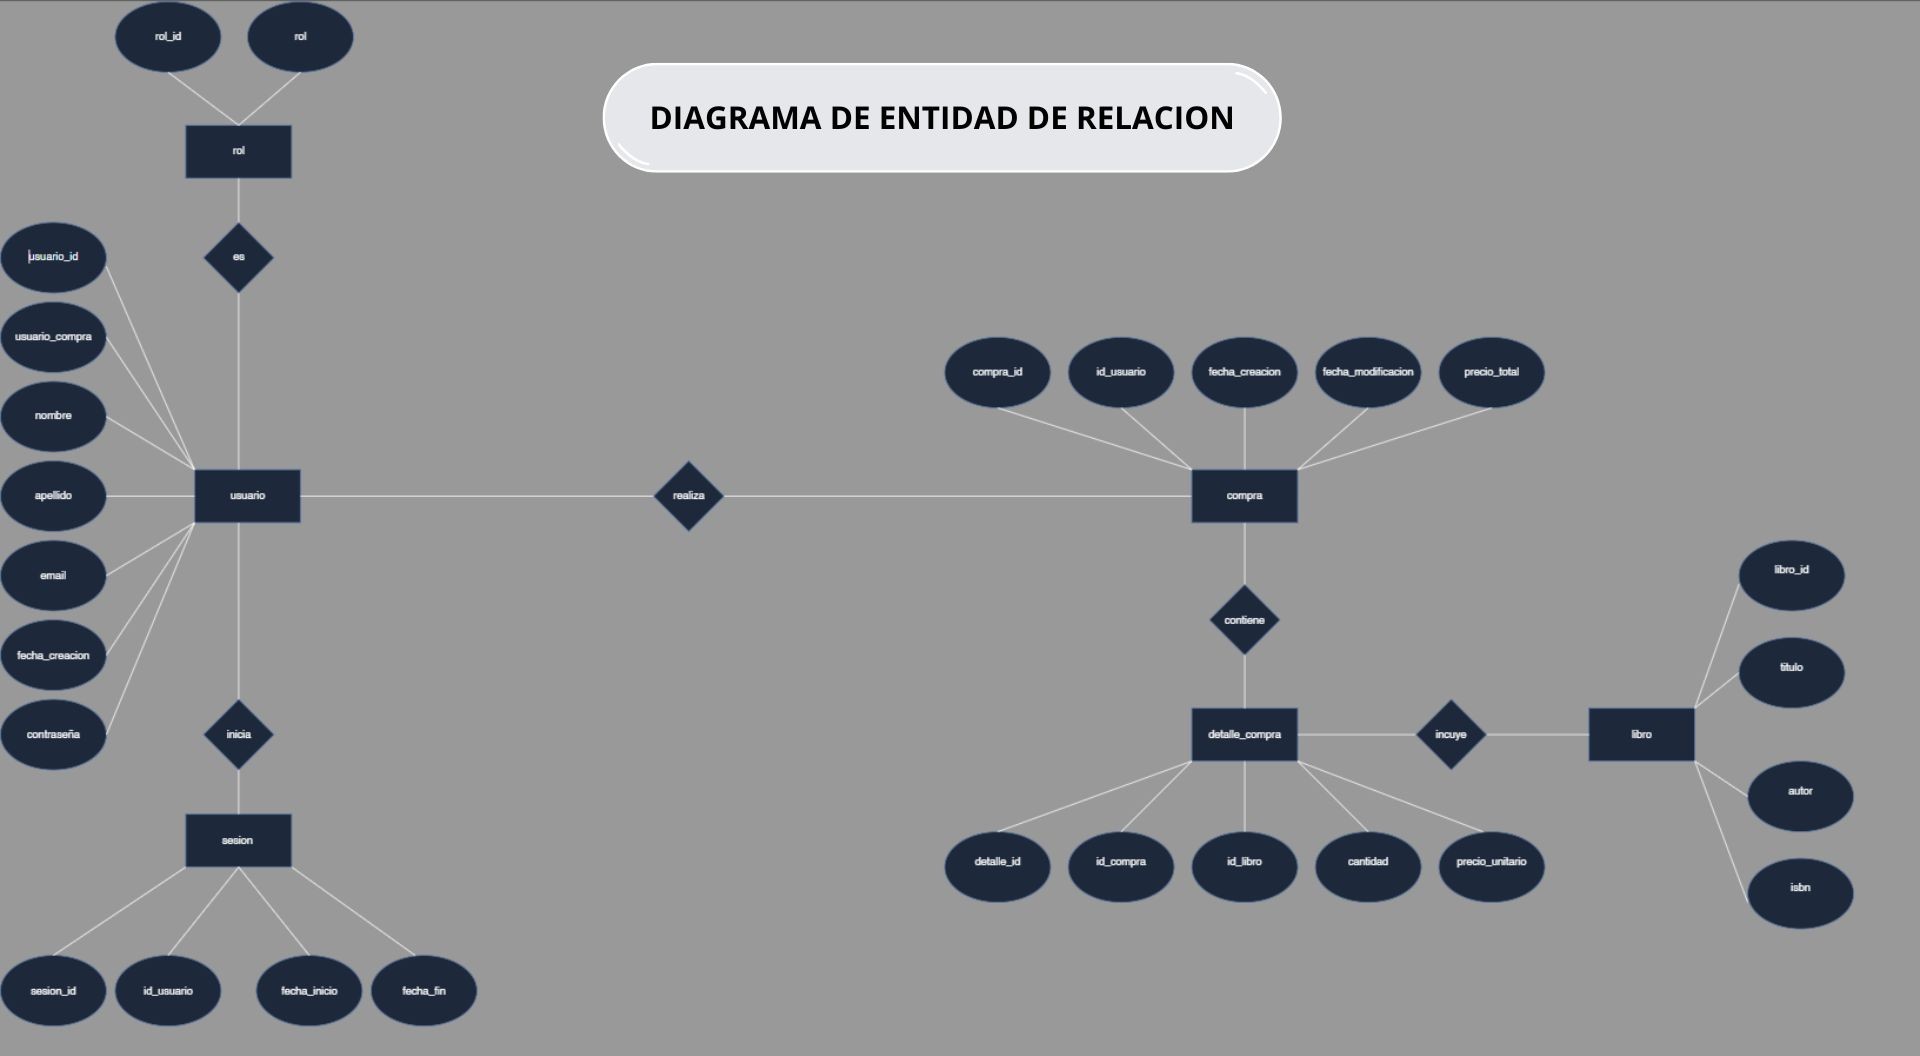 rol_id
rol
DIAGRAMA DE ENTIDAD DE RELACION
rol
usuario_id
es
usuario_compra
nombre
apellido
email
fecha_creacion
contraseña
usuario
realiza
compra_id
id_usuario
fecha_creacion
fecha_modificacion
precio_total
compra
contiene
inicia
detalle_compra
incuye
libro
libro_id
titulo
autor
isbn
sesion
detalle_id
id_compra
id_libro
cantidad
precio_unitario
sesion_id
id_usuario
fecha_inicio
fecha_fin